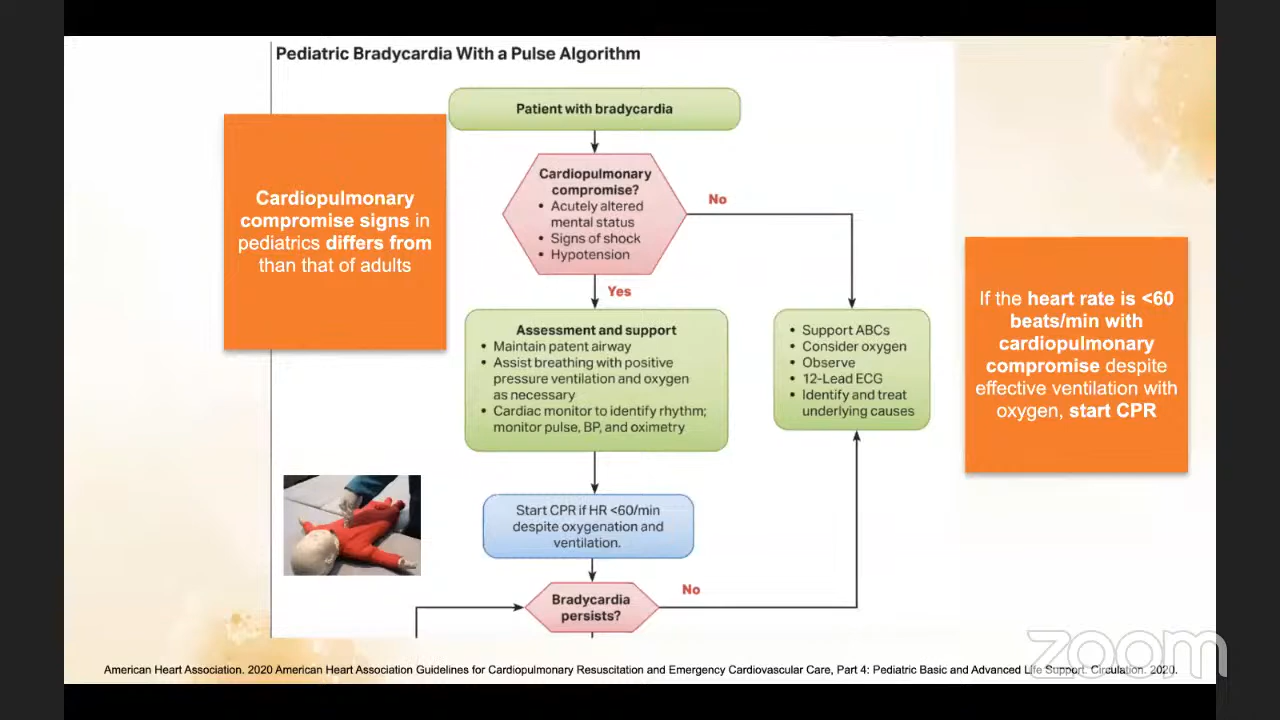 Pediatric Bradycardia With a Pulse Algorithm
Patient with bradycardia
Cardiopulmonary
compromise?
• Acutely altered
mental status
• Signs of shock
• Hypotension
No
Yes
Cardiopulmonary
compromise signs in
pediatrics differs from
than that of adults
Assessment and support
• Maintain patent airway
• Assist breathing with positive
pressure ventilation and oxygen
as necessary
• Cardiac monitor to identify rhythm;
monitor pulse, BP, and oximetry
• Support ABCs
• Consider oxygen
• Observe
• 12-Lead ECG
• Identify and treat
underlying causes
If the heart rate is <60
beats/min with
cardiopulmonary
compromise despite
effective ventilation with
oxygen, start CPR
Start CPR if HR <60/min
despite oxygenation and
ventilation.
Bradycardia
persists?
No
American Heart Association. 2020 American Heart Association Guidelines for Cardiopulmonary Resuscitation and Emergency Cardiovascular Care, Part 4: Pediatric Basic and Advanced Life Support. Circulation. 2020.
zoom